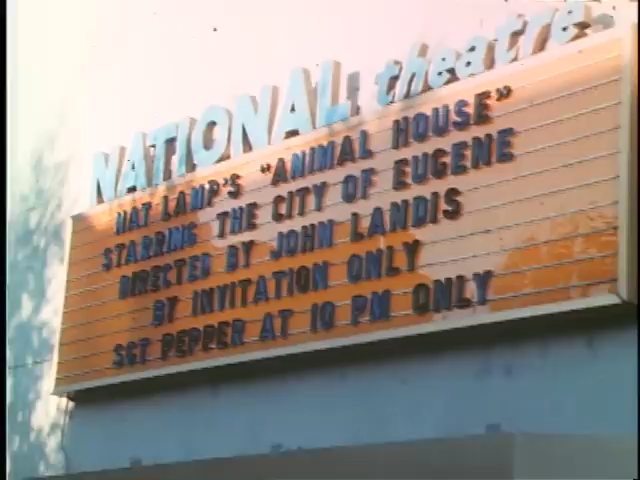 NATIONAL theatre
NAT LAMP'S "ANIMAL HOUSE"
STARRING THE CITY OF EUGENE
DIRECTED BY JOHN LANDIS
BY INVITATION ONLY
SGT PEPPER AT 10 PM ONLY